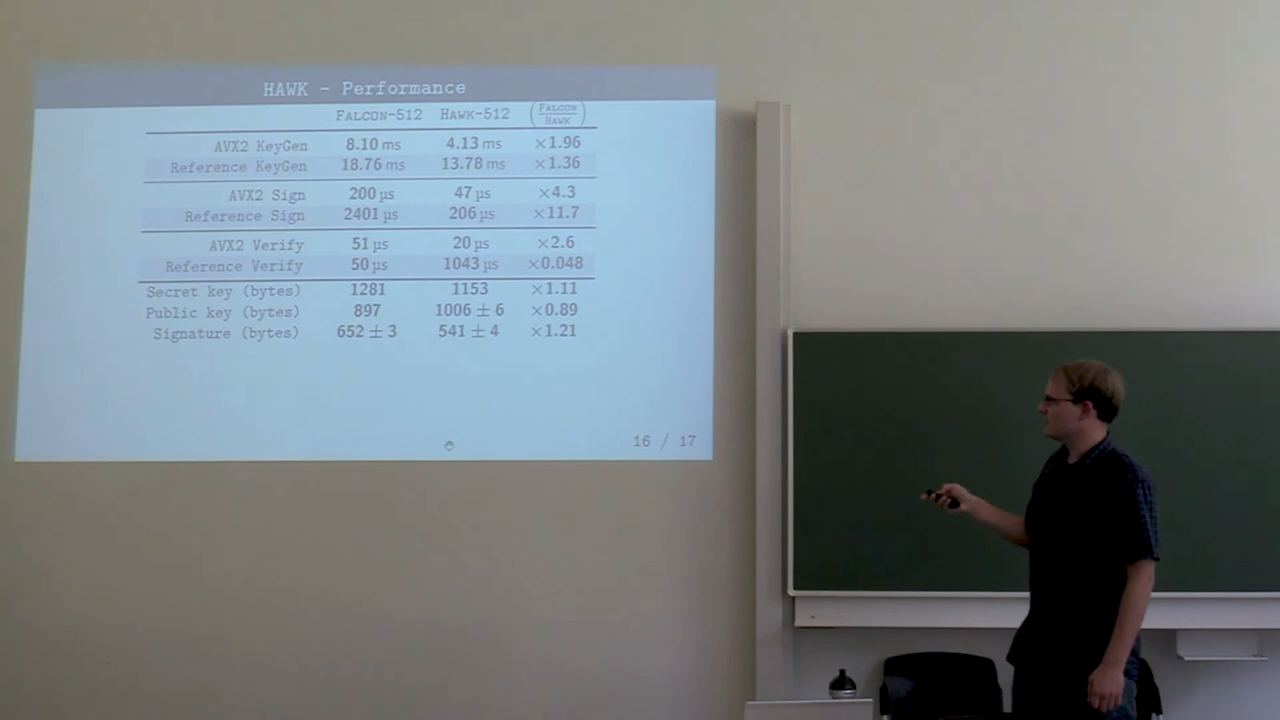 HAWK - Performance
FALCON-512 HAWK-512 (FALCON/HAWK)
AVX2 KeyGen 8.10 ms 4.13 ms ×1.96
Reference KeyGen 18.76 ms 13.78 ms ×1.36
AVX2 Sign 200 µs 47 µs ×4.3
Reference Sign 2401 µs 206 µs ×11.7
AVX2 Verify 51 µs 20 µs ×2.6
Reference Verify 50 µs 1043 µs ×0.048
Secret key (bytes) 1281 1153 ×1.11
Public key (bytes) 897 1006 ± 6 ×0.89
Signature (bytes) 652 ± 3 541 ± 4 ×1.21
16 / 17